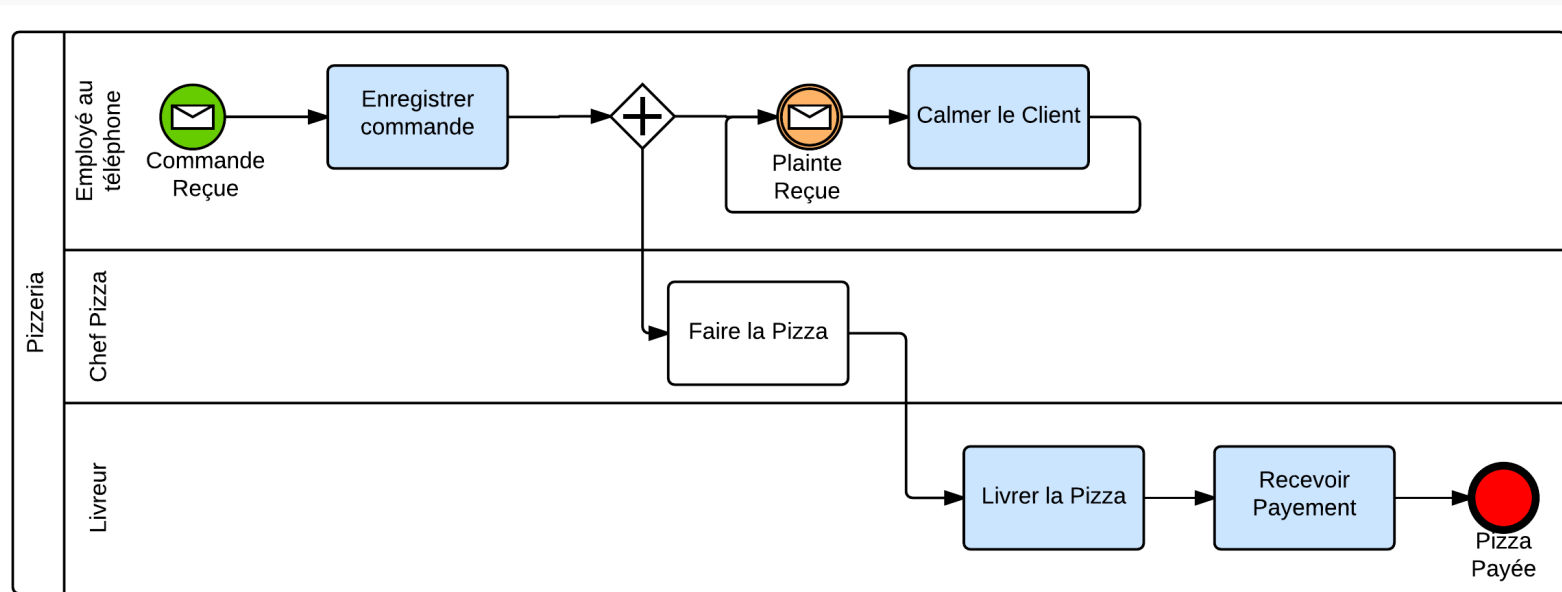 Pizzeria
Employé au
téléphone
Commande
Reçue
Enregistrer
commande
Plainte
Reçue
Calmer le Client
Chef Pizza
Faire la Pizza
Livreur
Livrer la Pizza
Recevoir
Payement
Pizza
Payée